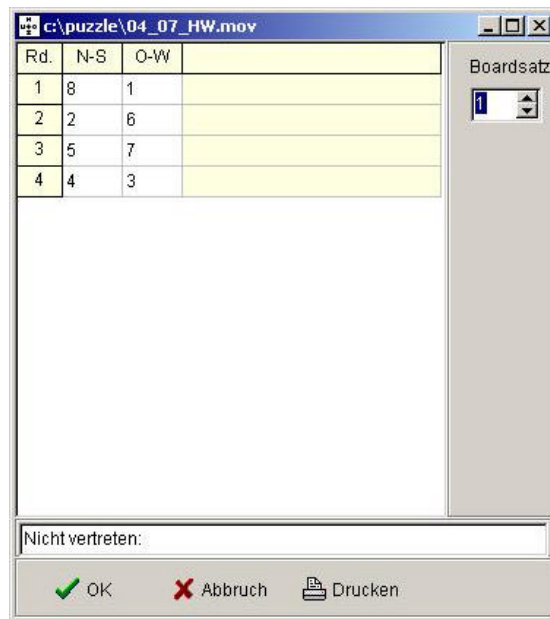 c:\puzzle\04_07_HW.mov
Rd. N-S O-W
1 8 1
2 2 6
3 5 7
4 4 3
Boardsatz
1
Nicht vertreten:
OK Abbruch Drucken